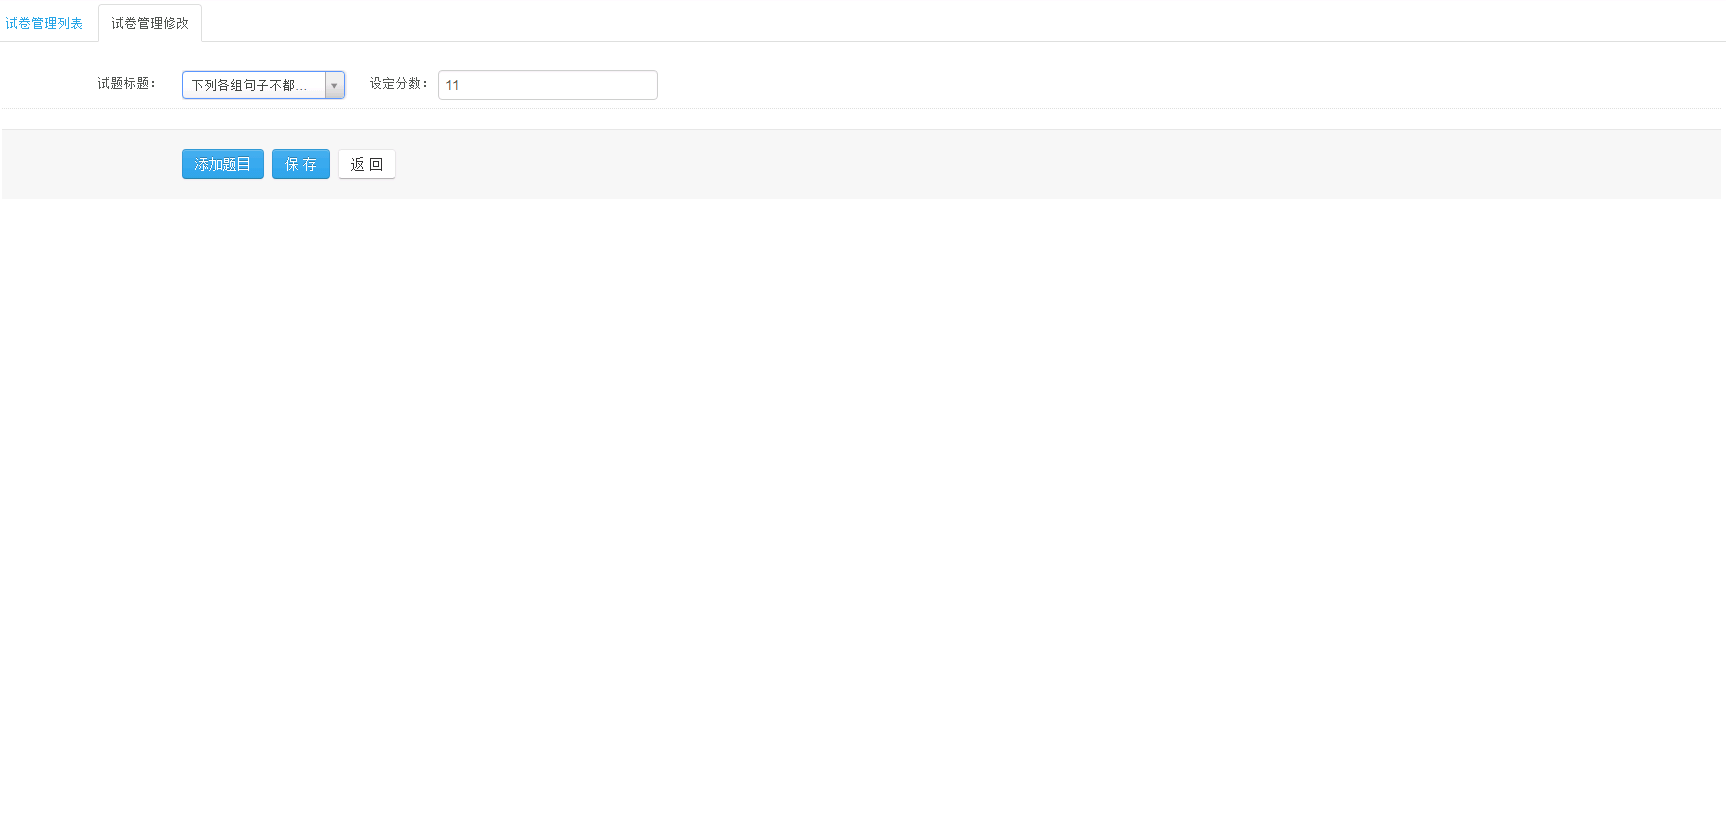 试卷管理列表 试卷管理修改
试题标题： 下列各组句子不都... 设定分数： 11
添加题目 保 存 返 回